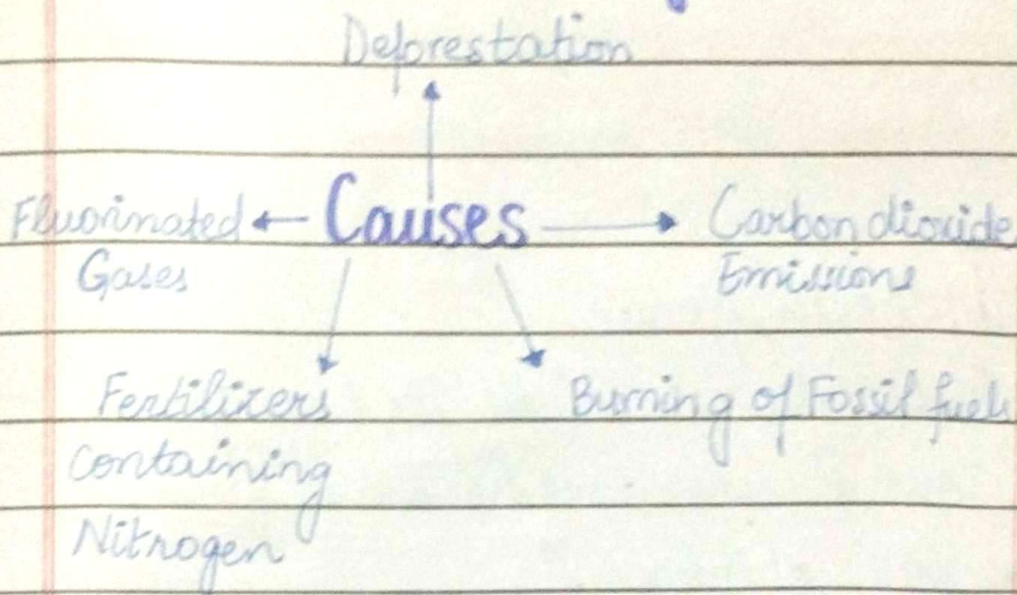 Deforestation
Fluorinated Causes Carbon dioxide
Gases Emissions
Fertilizers Burning of Fossil fuels
containing
Nitrogen